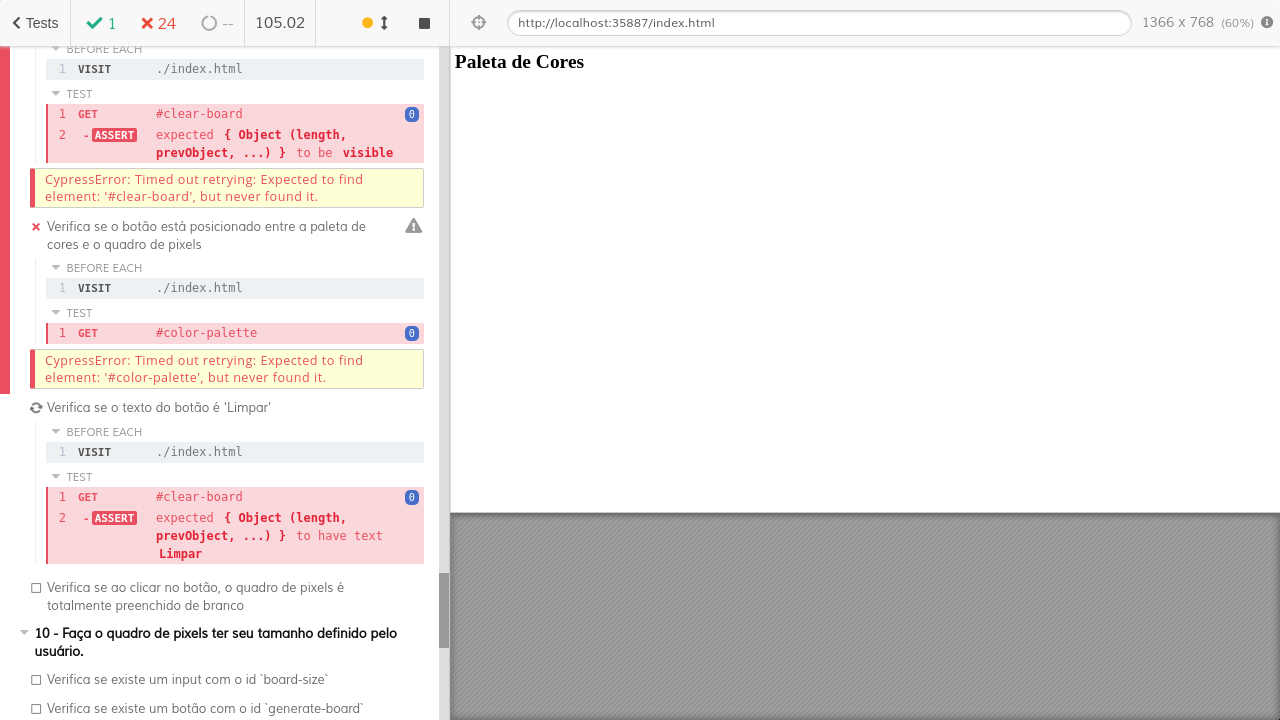 Tests
1
24
--
105.02
http://localhost:35887/index.html
1366 x 768 (60%)
BEFORE EACH
1 VISIT ./index.html
TEST
1 GET #clear-board 0
2 -ASSERT expected { Object (length,
prevObject, ...) } to be visible
CypressError: Timed out retrying: Expected to find
element: '#clear-board', but never found it.
Verifica se o botão está posicionado entre a paleta de
cores e o quadro de pixels
BEFORE EACH
1 VISIT ./index.html
TEST
1 GET #color-palette 0
CypressError: Timed out retrying: Expected to find
element: '#color-palette', but never found it.
Verifica se o texto do botão é 'Limpar'
BEFORE EACH
1 VISIT ./index.html
TEST
1 GET #clear-board 0
2 -ASSERT expected { Object (length,
prevObject, ...) } to have text
Limpar
Verifica se ao clicar no botão, o quadro de pixels é
totalmente preenchido de branco
10 - Faça o quadro de pixels ter seu tamanho definido pelo
usuário.
Verifica se existe um input com o id `board-size`
Verifica se existe um botão com o id `generate-board`
Paleta de Cores